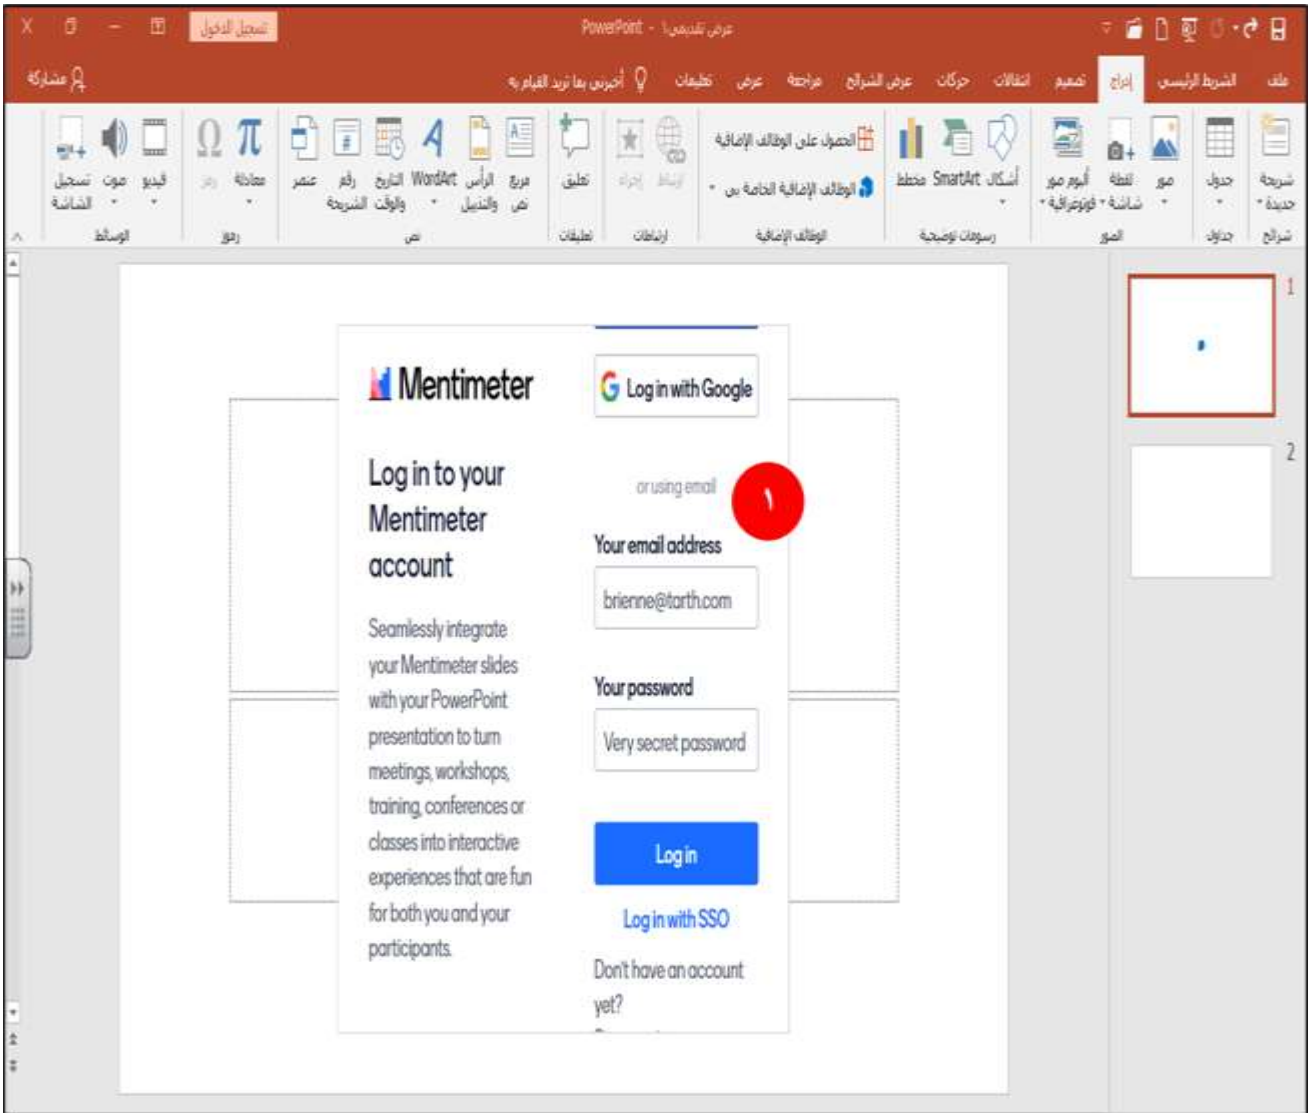 تسجيل الدخول
عرض تقديمي١ - PowerPoint
ملف
الشريط الرئيسي
إدراج
تصميم
انتقالات
حركات
عرض الشرائح
مراجعة
عرض
تعليمات
أخبرني بما تريد القيام به
مشاركة
شريحة جديدة
جدول
صور
لقطة شاشة
ألبوم صور فوتوغرافية
أشكال
SmartArt
مخطط
الحصول على الوظائف الإضافية
الوظائف الإضافية الخاصة بي
ارتباط
إجراء
تعليق
مربع نص
الرأس والتذييل
WordArt
التاريخ والوقت
رقم الشريحة
عنصر
معادلة
رمز
فيديو
صوت
تسجيل الشاشة
شرائح
جداول
الصور
رسومات توضيحية
الوظائف الإضافية
ارتباطات
تعليقات
نص
رموز
الوسائط
1
2
Mentimeter
Log in to your
Mentimeter
account
Seamlessly integrate
your Mentimeter slides
with your PowerPoint
presentation to turn
meetings, workshops,
training, conferences or
classes into interactive
experiences that are fun
for both you and your
participants.
Log in with Google
or using email
١
Your email address
brienne@tarth.com
Your password
Very secret password
Log in
Log in with SSO
Don't have an account
yet?